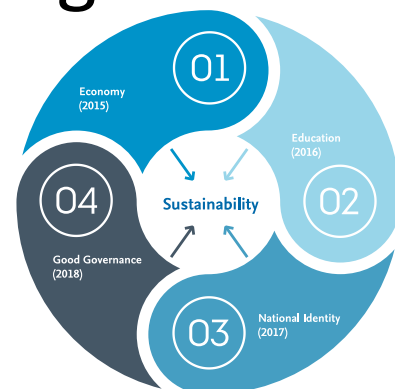 01
Economy
(2015)
Education
(2016)
02
04
Sustainability
Good Governance
(2018)
03
National Identity
(2017)